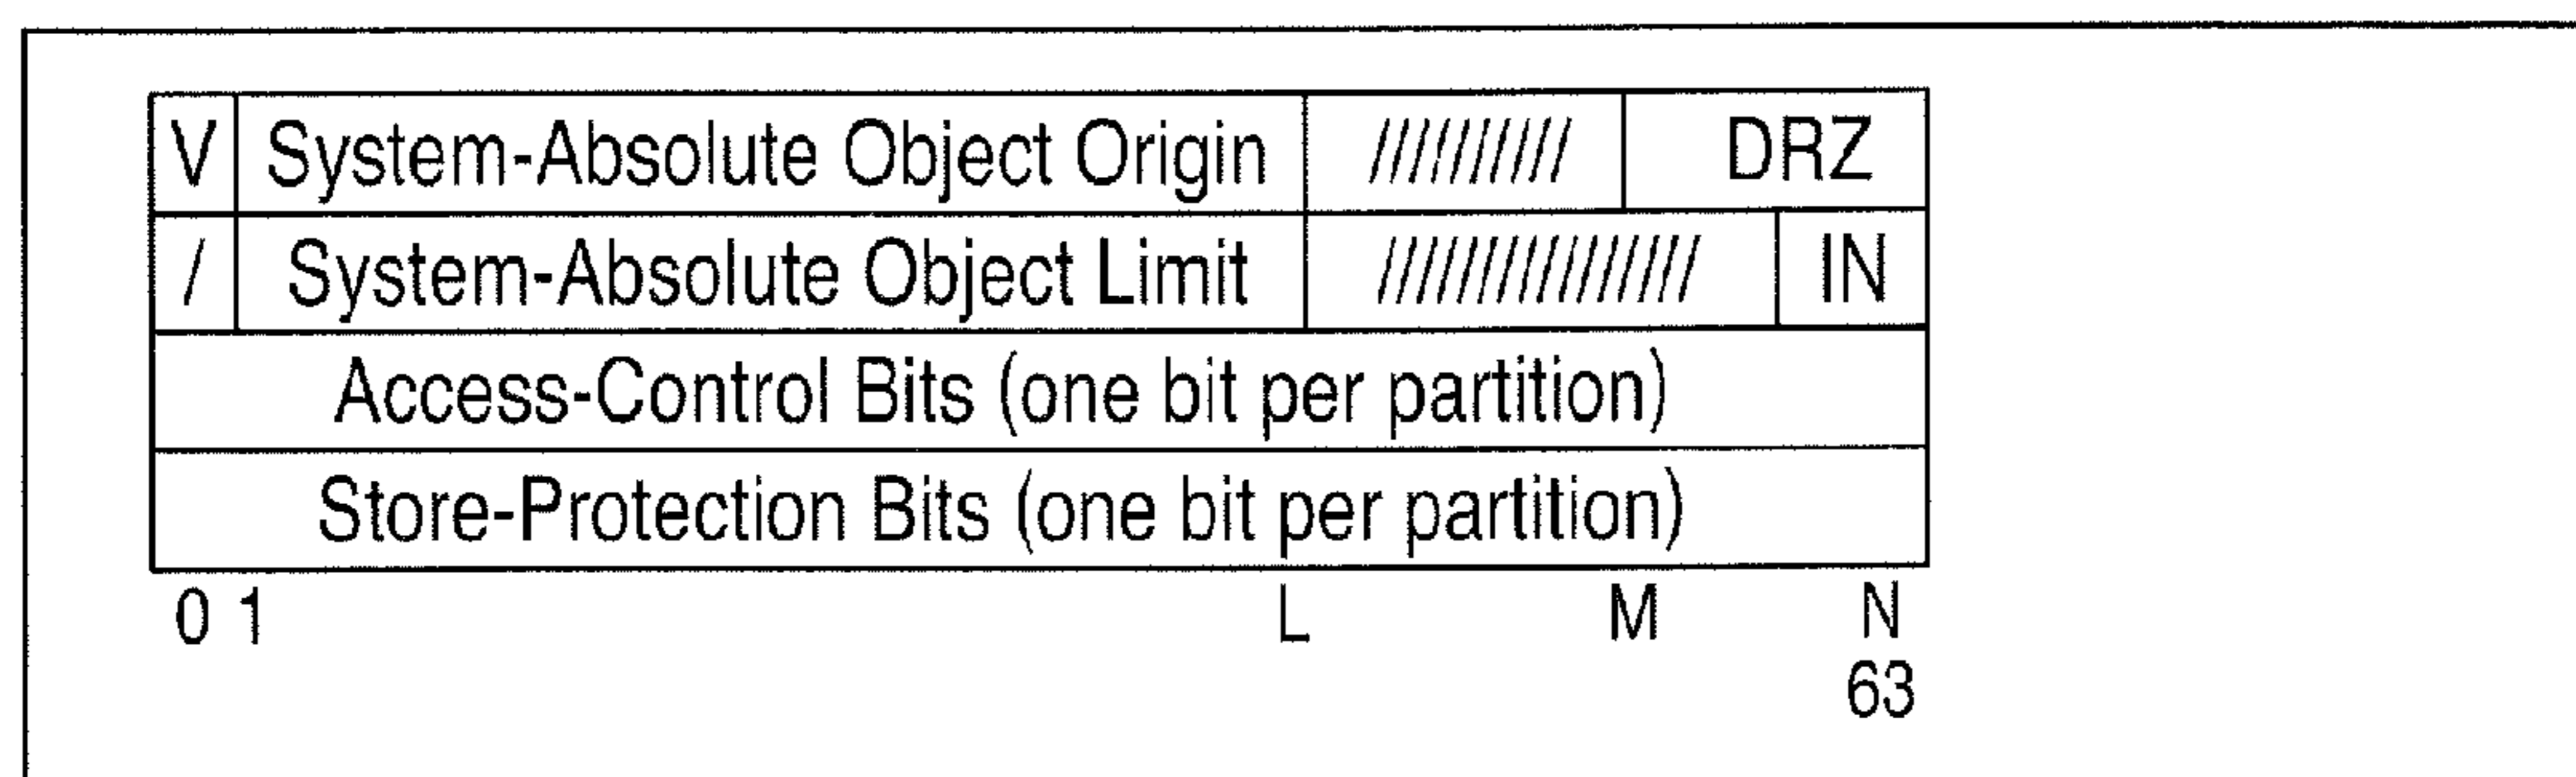 V System-Absolute Object Origin ////////// DRZ
/ System-Absolute Object Limit //////////////// IN
Access-Control Bits (one bit per partition)
Store-Protection Bits (one bit per partition)
0 1 L M N
63